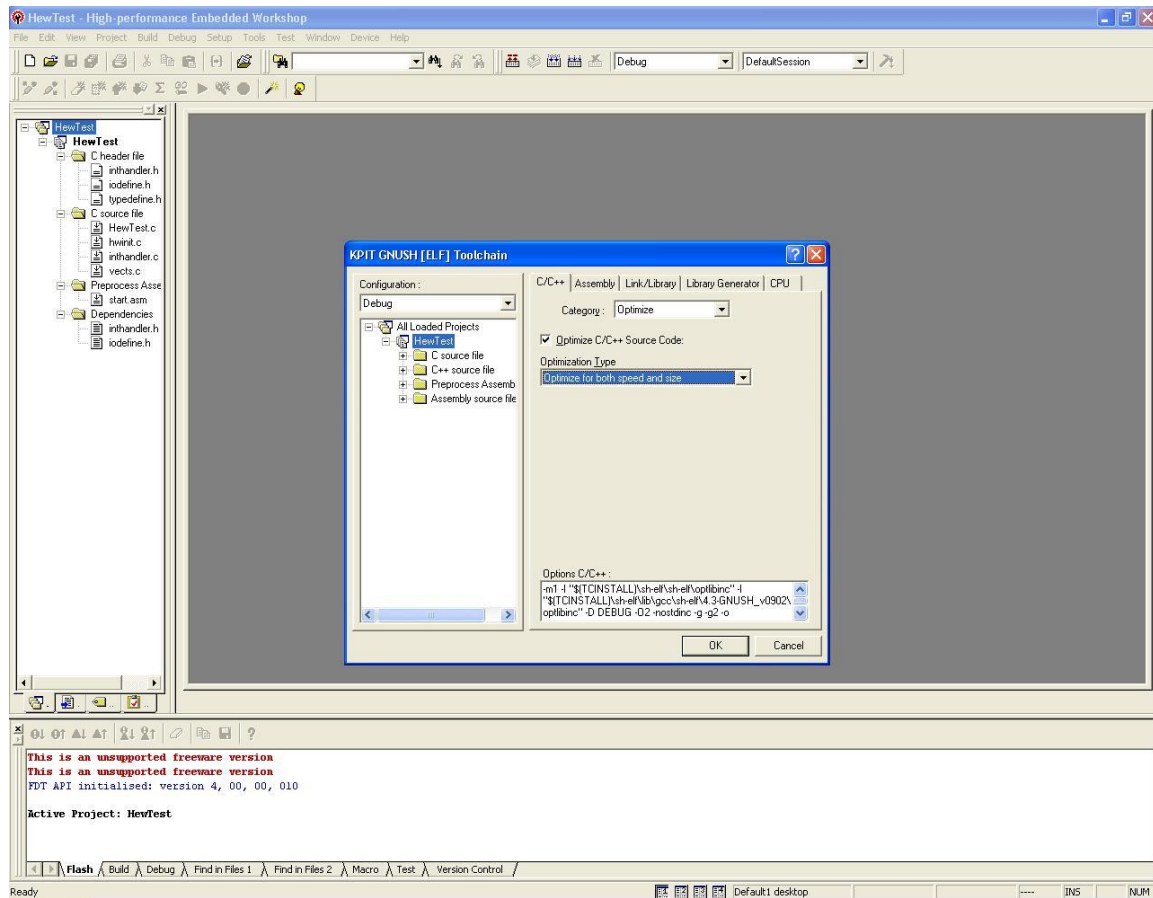 HewTest - High-performance Embedded Workshop
File Edit View Project Build Debug Setup Tools Test Window Device Help
Debug DefaultSession
HewTest
HewTest
C header file
inthandler.h
iodefine.h
typedefine.h
C source file
HewTest.c
hwinit.c
inthandler.c
vects.c
Preprocess Asse
start.asm
Dependencies
inthandler.h
iodefine.h
KPIT GNUSH [ELF] Toolchain
Configuration :
Debug
All Loaded Projects
HewTest
C source file
C++ source file
Preprocess Assemb
Assembly source file
C/C++ Assembly Link/Library Library Generator CPU
Category : Optimize
Optimize C/C++ Source Code:
Optimization Type
Optimize for both speed and size
Options C/C++ :
-m1 -I "$(TCINSTALL)\sh-elf\sh-elf\optlibinc" -I
"$(TCINSTALL)\sh-elf\lib\gcc\sh-elf\4.3-GNUSH_v0902\
optlibinc" -D DEBUG -O2 -nostdinc -g -g2 -o
OK Cancel
This is an unsupported freeware version
This is an unsupported freeware version
FDT API initialised: version 4, 00, 00, 010
Active Project: HewTest
Flash Build Debug Find in Files 1 Find in Files 2 Macro Test Version Control
Ready Default1 desktop ---- INS NUM